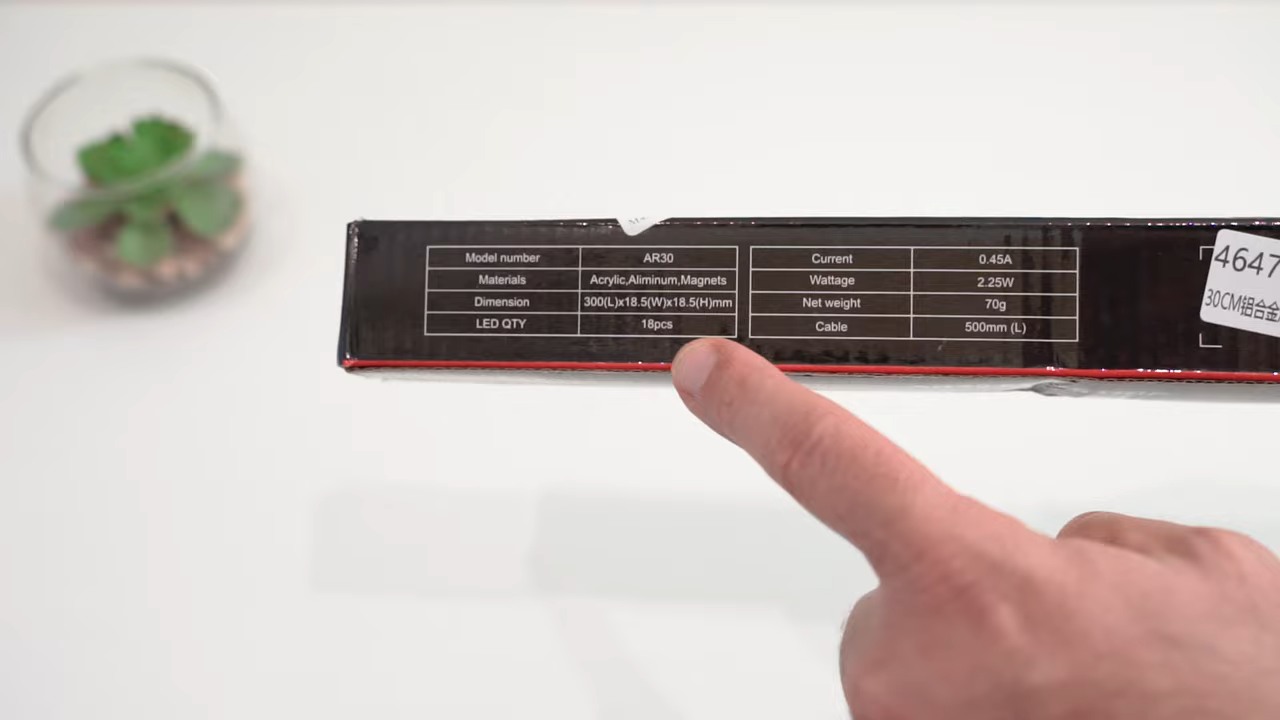 Model number AR30
Materials Acrylic,Aliminum,Magnets
Dimension 300(L)x18.5(W)x18.5(H)mm
LED QTY 18pcs
Current 0.45A
Wattage 2.25W
Net weight 70g
Cable 500mm (L)
4647
30CM铝合金